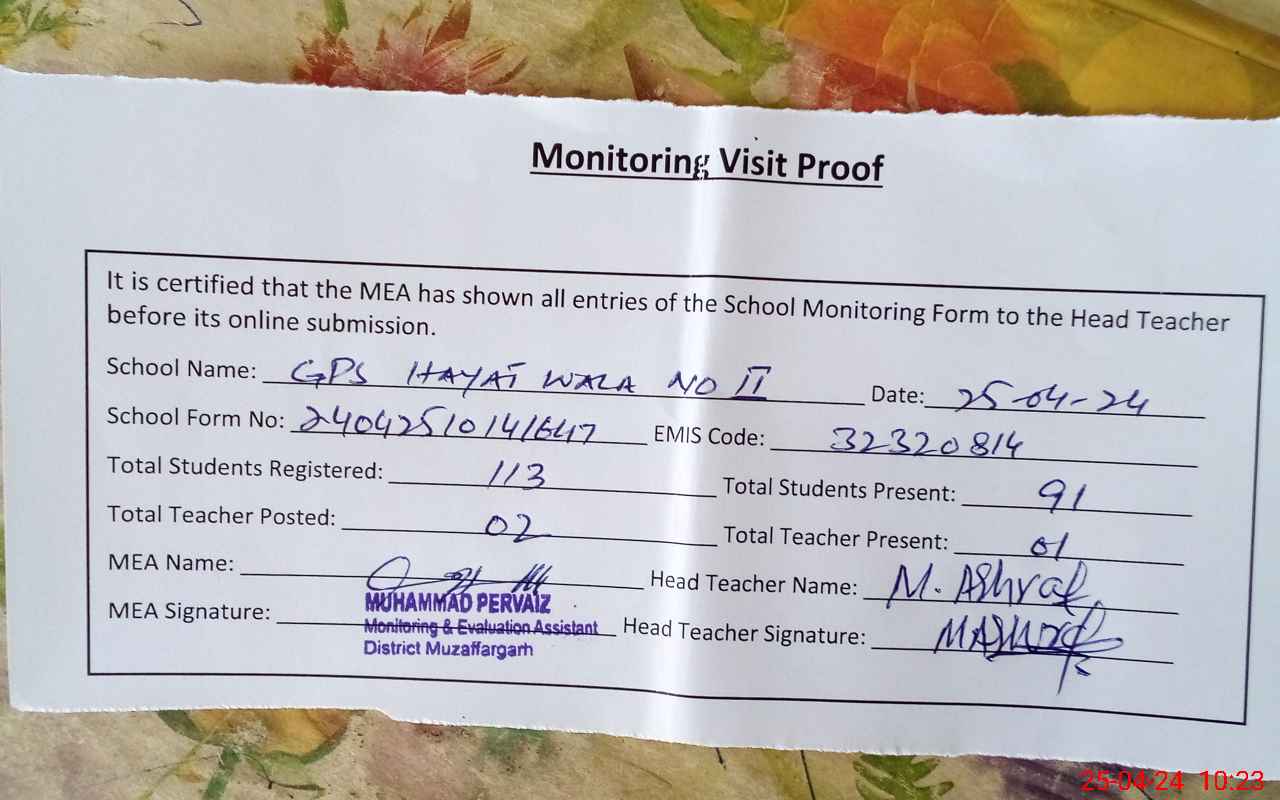 Monitoring Visit Proof
It is certified that the MEA has shown all entries of the School Monitoring Form to the Head Teacher
before its online submission.
School Name: GPS HAYAT WALA NO II Date: 25-04-24
School Form No: 24042510141647 EMIS Code: 32320814
Total Students Registered: 113 Total Students Present: 91
Total Teacher Posted: 02 Total Teacher Present: 01
MEA Name: Head Teacher Name: M. Ashraf
MUHAMMAD PERVAIZ
MEA Signature: Monitoring & Evaluation Assistant Head Teacher Signature: MAshraf
District Muzaffargarh
25-04-24 10:23